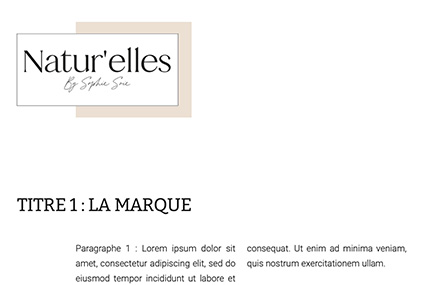 Natur'elles
By Sophie Soie
TITRE 1 : LA MARQUE
Paragraphe 1 : Lorem ipsum dolor sit
amet, consectetur adipiscing elit, sed do
eiusmod tempor incididunt ut labore et
consequat. Ut enim ad minima veniam,
quis nostrum exercitationem ullam.